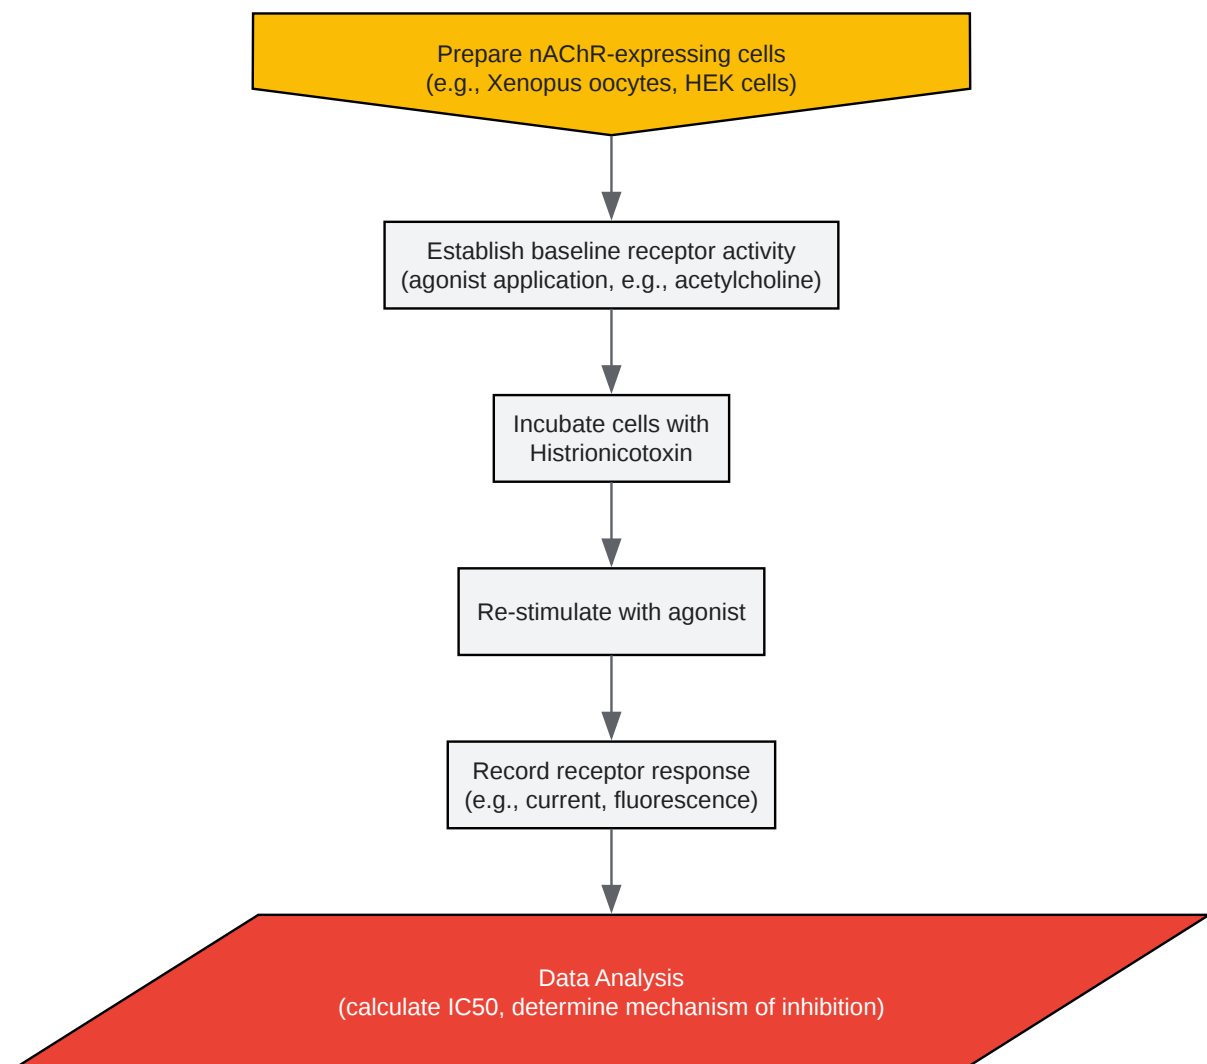 Prepare nAChR-expressing cells
(e.g., Xenopus oocytes, HEK cells)
Establish baseline receptor activity
(agonist application, e.g., acetylcholine)
Incubate cells with
Histrionicotoxin
Re-stimulate with agonist
Record receptor response
(e.g., current, fluorescence)
Data Analysis
(calculate IC50, determine mechanism of inhibition)